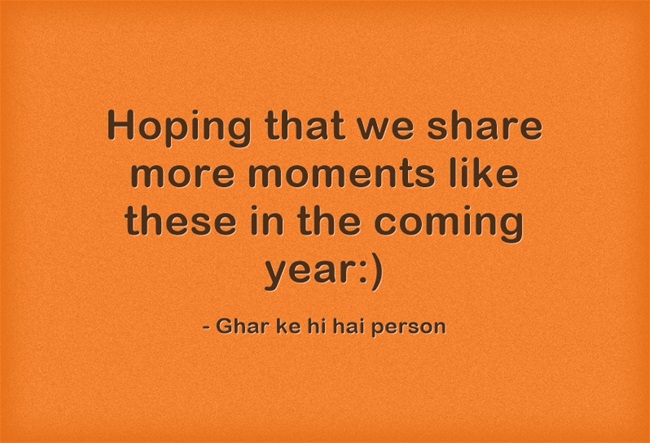 Hoping that we share
more moments like
these in the coming
year:)
- Ghar ke hi hai person